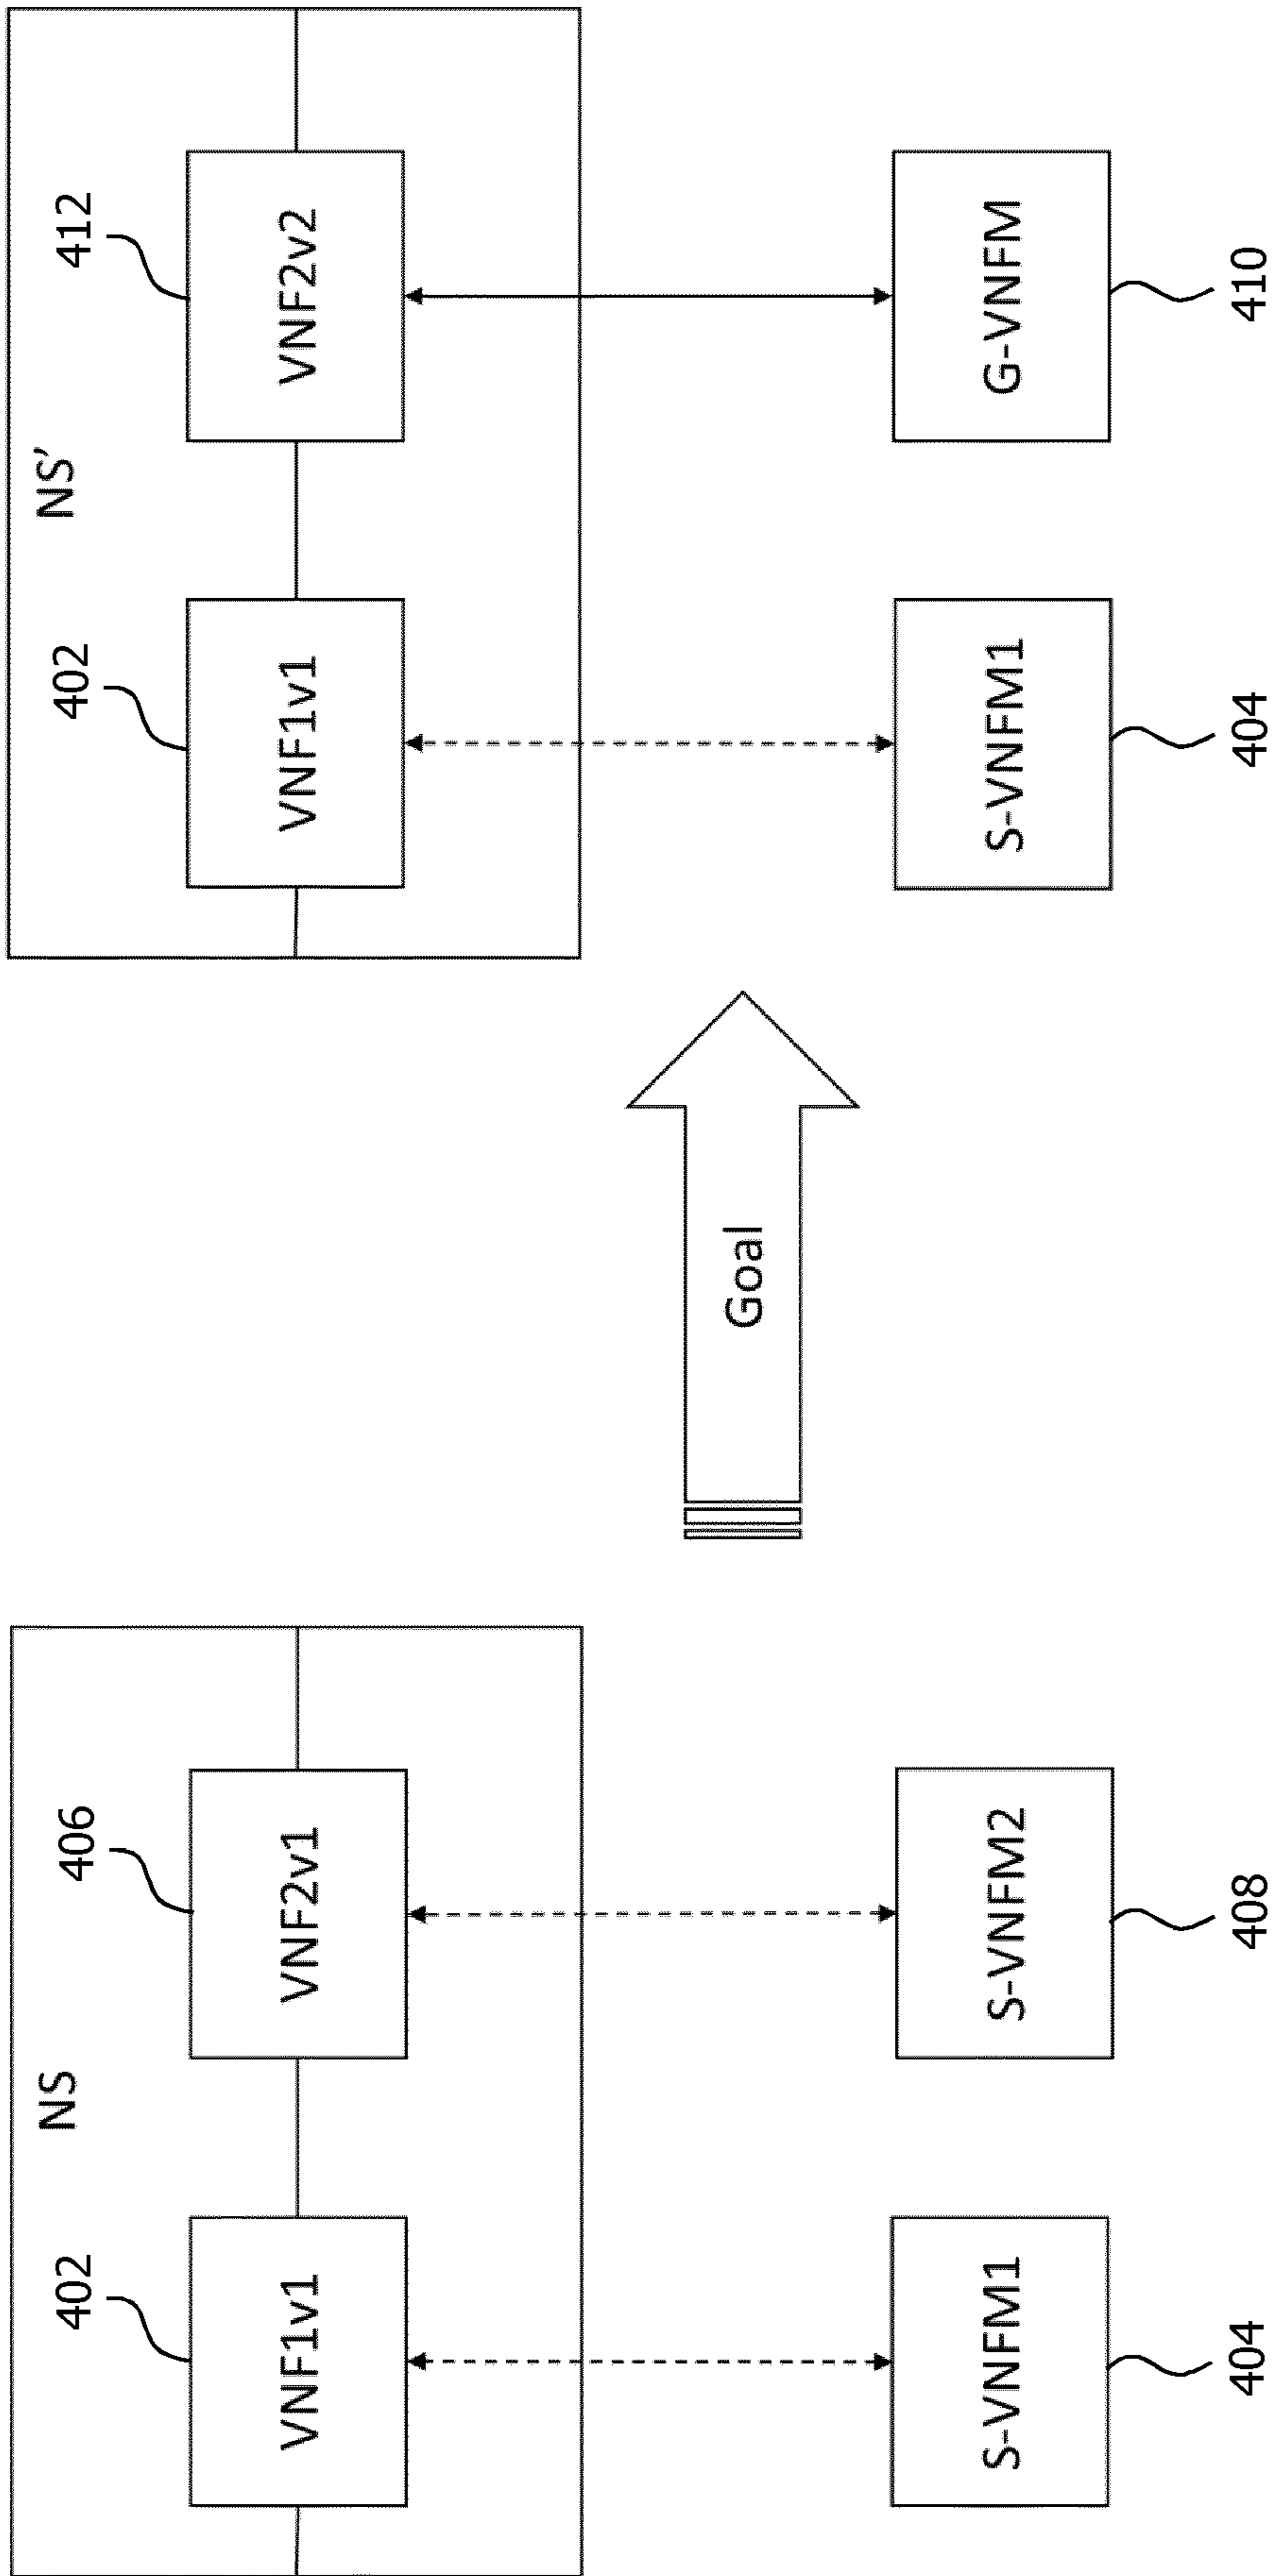 NS
402
406
VNF1v1
VNF2v1
S-VNFM1
S-VNFM2
404
408
Goal
NS'
402
412
VNF1v1
VNF2v2
S-VNFM1
G-VNFM
404
410